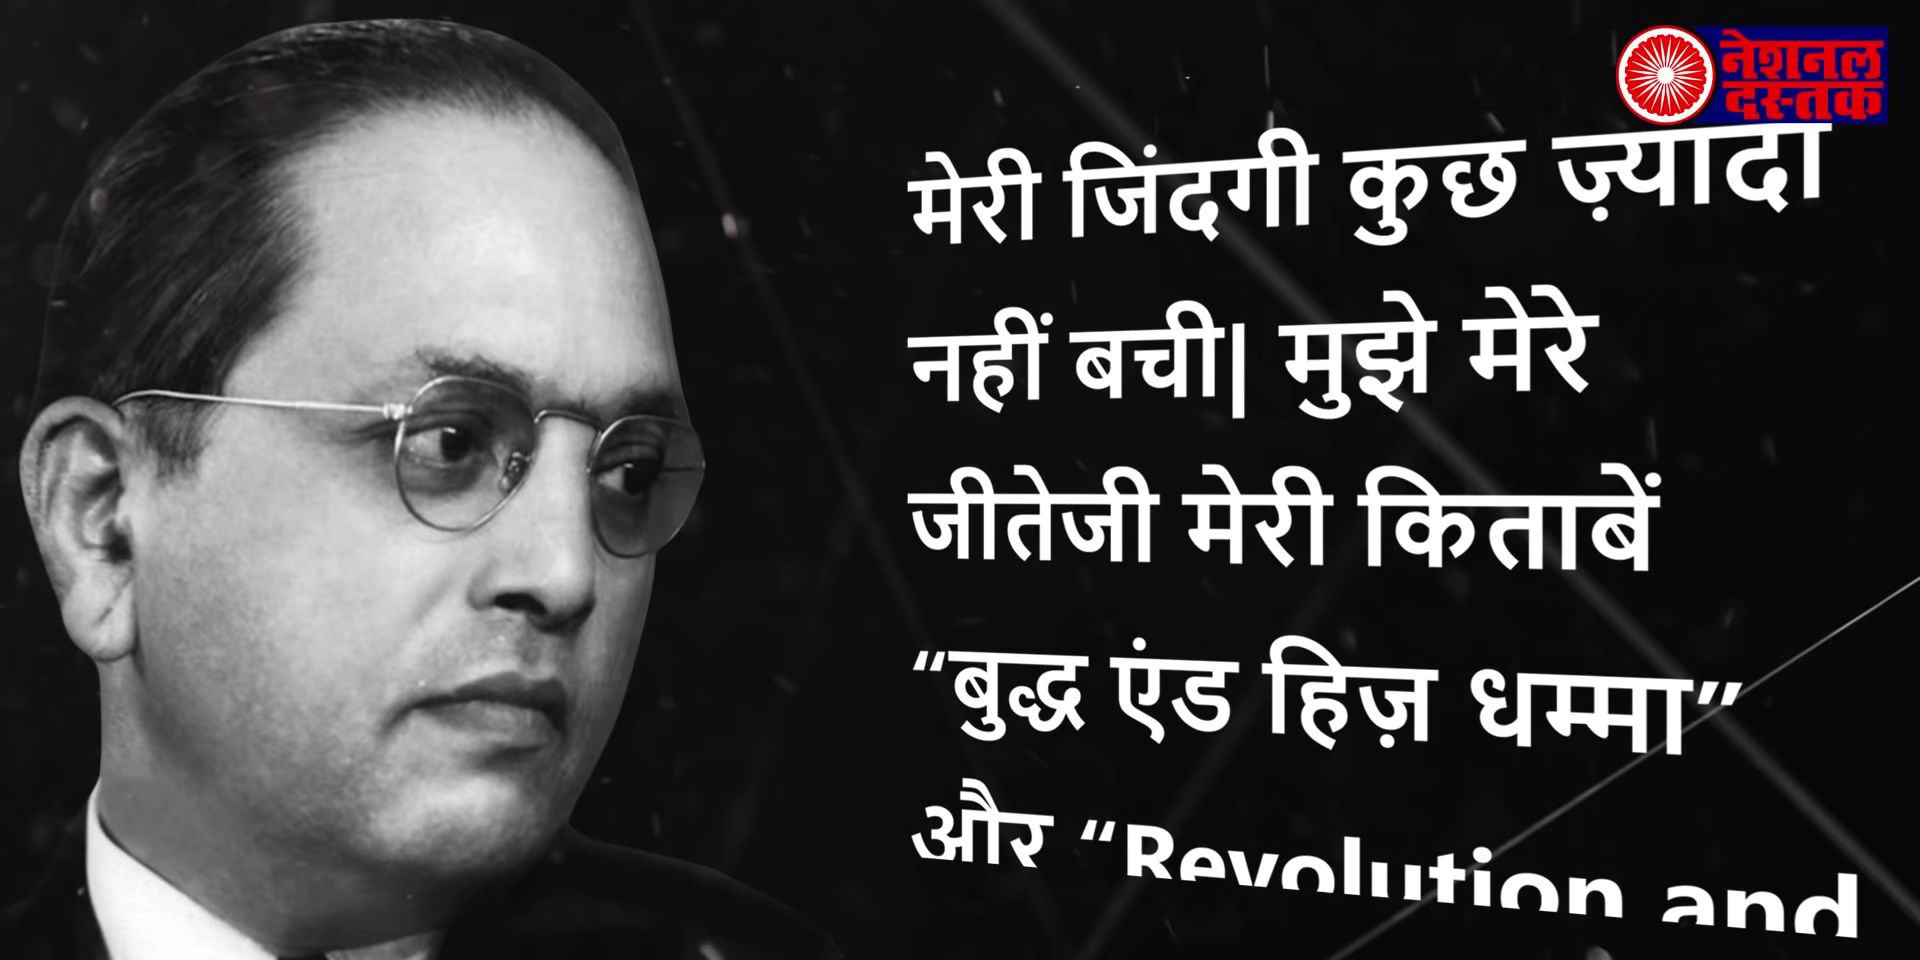 नेशनल
दस्तक
मेरी जिंदगी कुछ ज़्यादा
नहीं बची| मुझे मेरे
जीतेजी मेरी किताबें
“बुद्ध एंड हिज़ धम्मा”
और “Revolution and